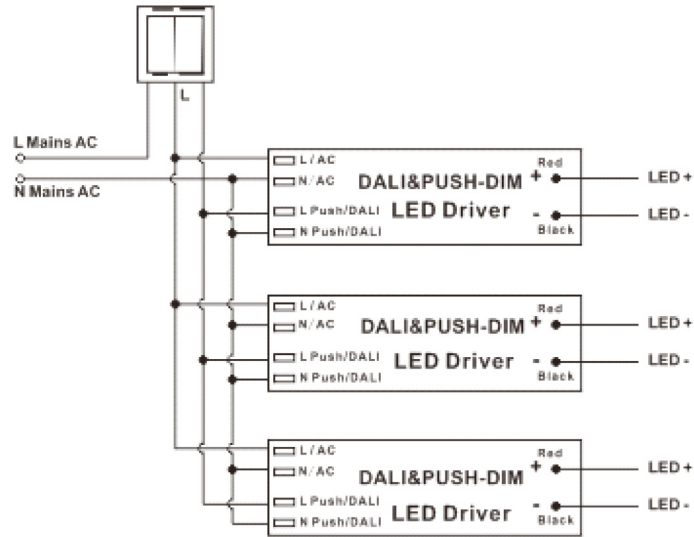 L
L Mains AC
N Mains AC
L/AC
N/AC
L Push/DALI
N Push/DALI
DALI&PUSH-DIM
LED Driver
Red
+
-
Black
LED +
LED -
L/AC
N/AC
L Push/DALI
N Push/DALI
DALI&PUSH-DIM
LED Driver
Red
+
-
Black
LED +
LED -
L/AC
N/AC
L Push/DALI
N Push/DALI
DALI&PUSH-DIM
LED Driver
Red
+
-
Black
LED +
LED -